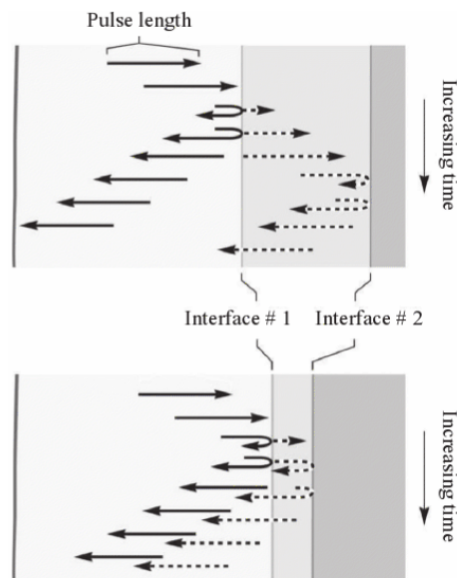 Pulse length
Increasing time
Interface # 1
Interface # 2
Increasing time